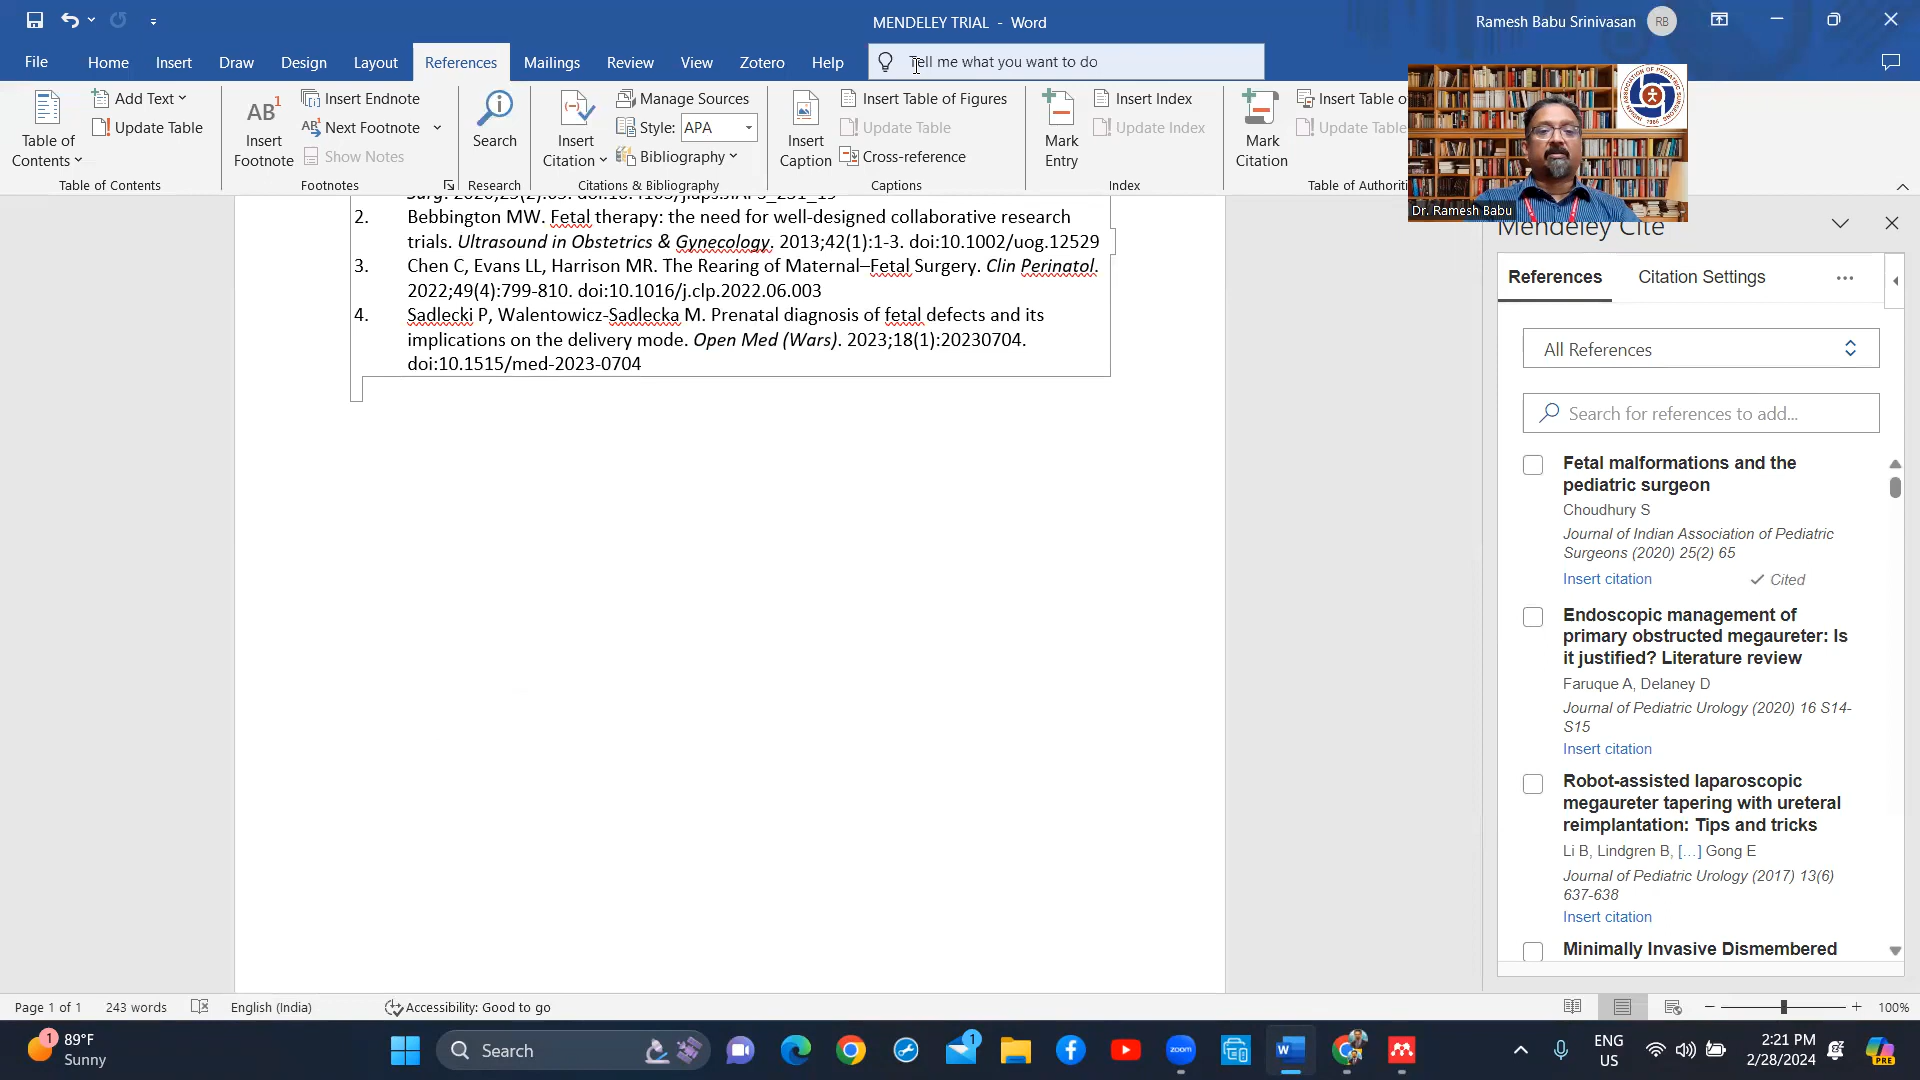 MENDELEY TRIAL - Word
Ramesh Babu Srinivasan RB
File Home Insert Draw Design Layout References Mailings Review View Zotero Help Tell me what you want to do
Table of Contents
Add Text
Update Table
Table of Contents
AB1
Insert Footnote
Insert Endnote
Next Footnote
Show Notes
Footnotes
Search
Research
Insert Citation
Manage Sources
Style: APA
Bibliography
Citations & Bibliography
Insert Caption
Insert Table of Figures
Update Table
Cross-reference
Captions
Mark Entry
Insert Index
Update Index
Index
Mark Citation
Insert Table o
Update Table
Table of Authori
Dr. Ramesh Babu
2. Bebbington MW. Fetal therapy: the need for well-designed collaborative research
trials. Ultrasound in Obstetrics & Gynecology. 2013;42(1):1-3. doi:10.1002/uog.12529
3. Chen C, Evans LL, Harrison MR. The Rearing of Maternal–Fetal Surgery. Clin Perinatol.
2022;49(4):799-810. doi:10.1016/j.clp.2022.06.003
4. Sadlecki P, Walentowicz-Sadlecka M. Prenatal diagnosis of fetal defects and its
implications on the delivery mode. Open Med (Wars). 2023;18(1):20230704.
doi:10.1515/med-2023-0704
Mendeley Cite
References Citation Settings
All References
Search for references to add...
Fetal malformations and the
pediatric surgeon
Choudhury S
Journal of Indian Association of Pediatric
Surgeons (2020) 25(2) 65
Insert citation Cited
Endoscopic management of
primary obstructed megaureter: Is
it justified? Literature review
Faruque A, Delaney D
Journal of Pediatric Urology (2020) 16 S14-
S15
Insert citation
Robot-assisted laparoscopic
megaureter tapering with ureteral
reimplantation: Tips and tricks
Li B, Lindgren B, [...] Gong E
Journal of Pediatric Urology (2017) 13(6)
637-638
Insert citation
Minimally Invasive Dismembered
Page 1 of 1 243 words English (India) Accessibility: Good to go 100%
1 89°F
Sunny
Search
1
zoom
ENG
US
2:21 PM
2/28/2024
PRE